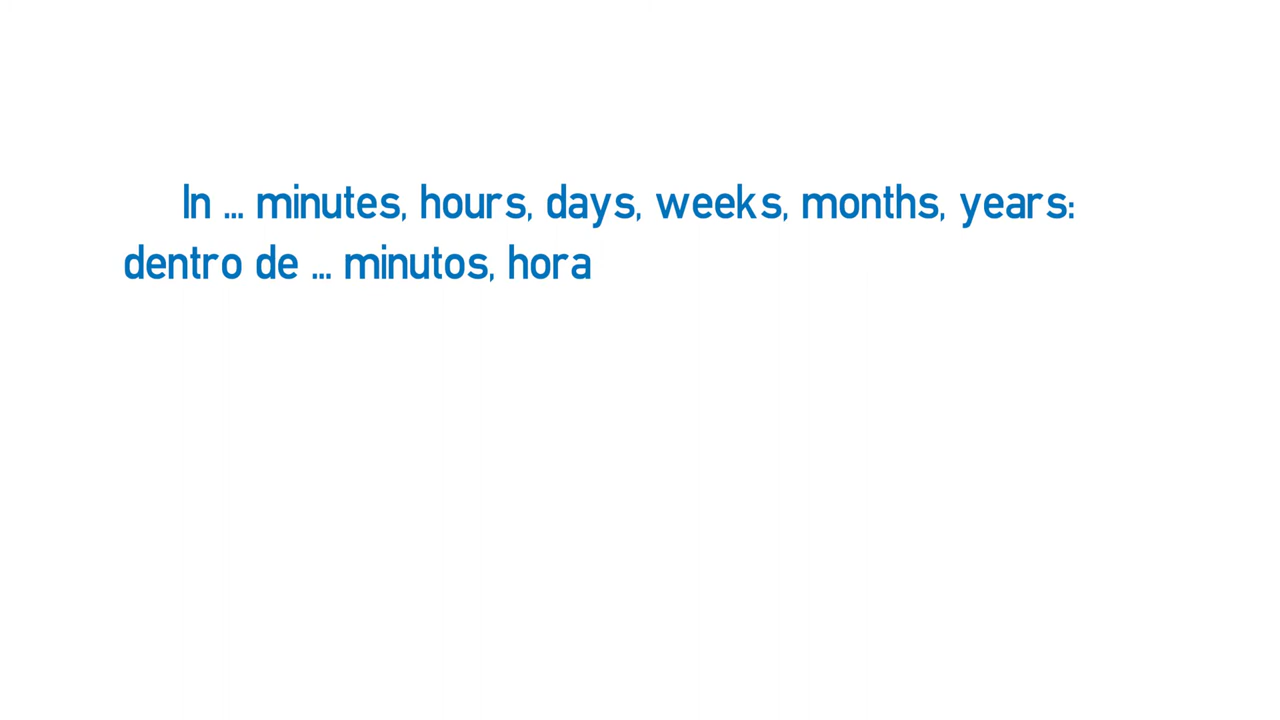 In ... minutes, hours, days, weeks, months, years:
dentro de ... minutos, hora